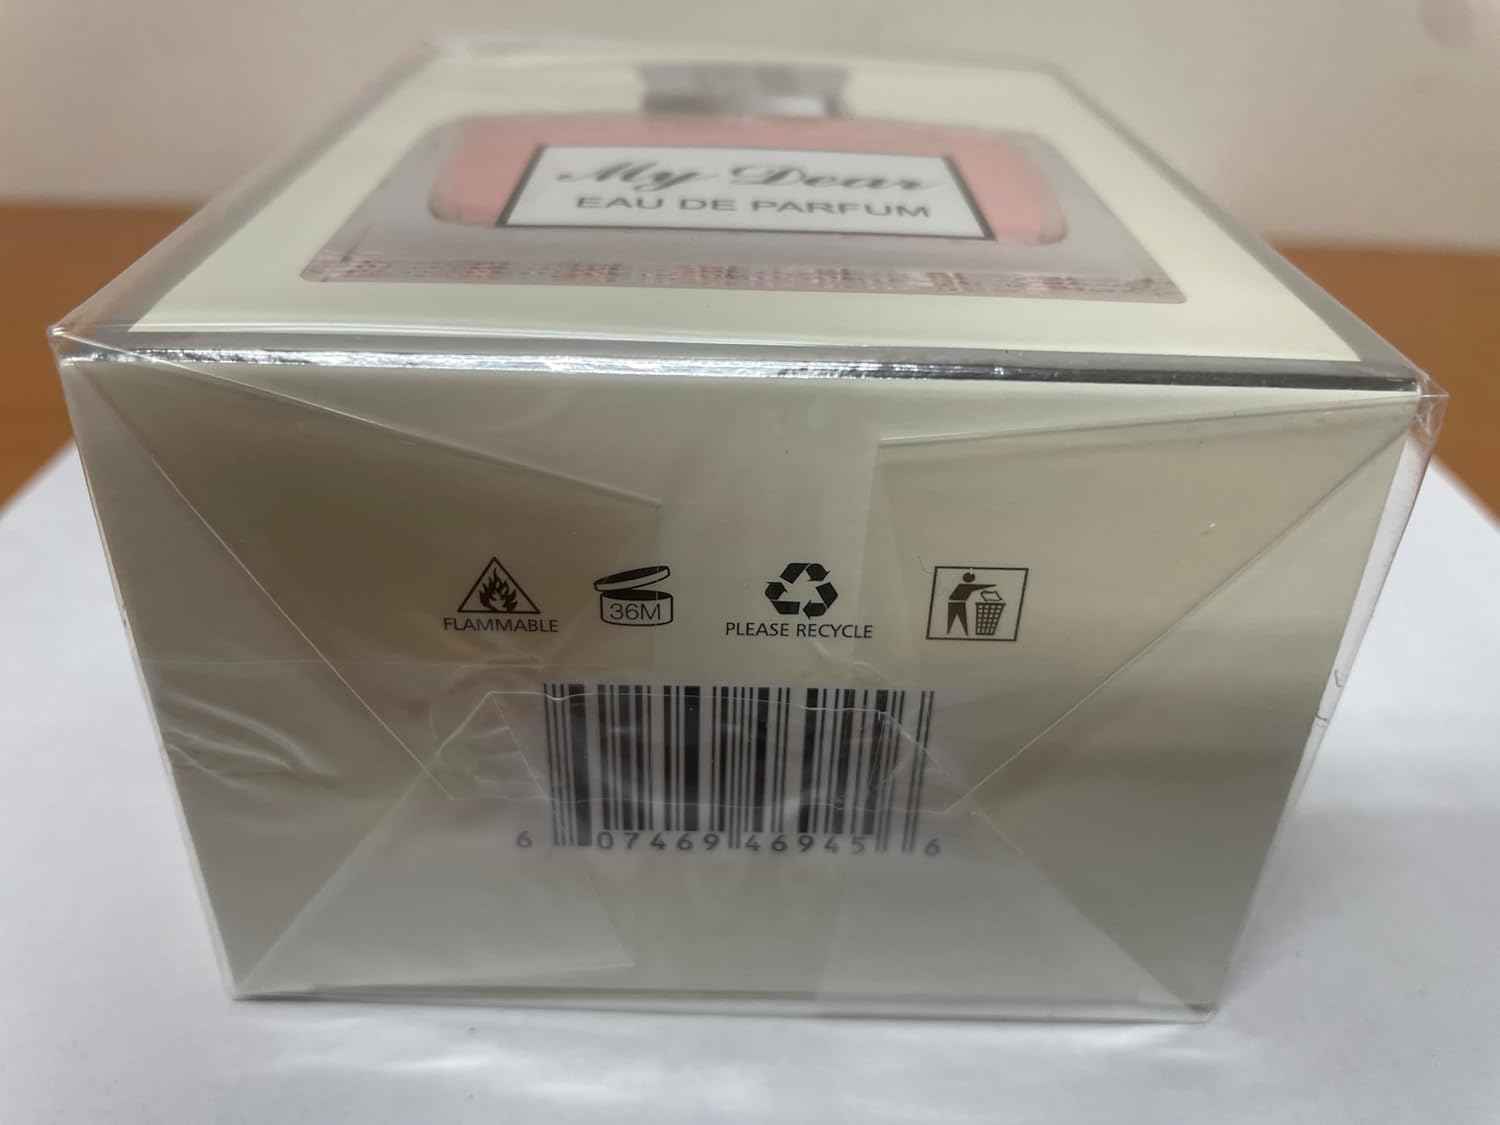 My Dear
EAU DE PARFUM
FLAMMABLE
36M
PLEASE RECYCLE
6 07469 46945 6